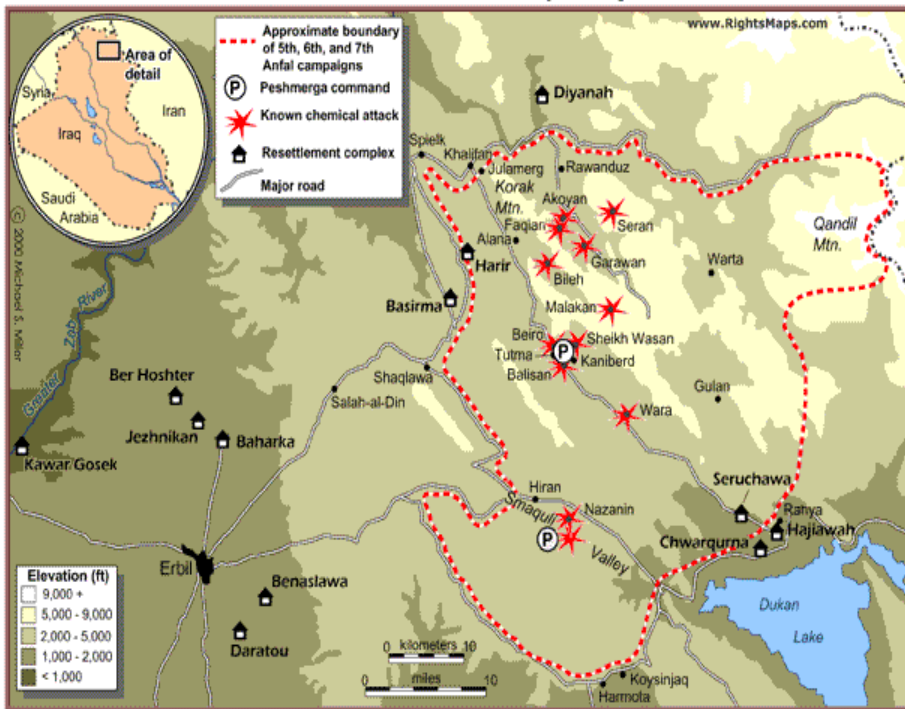 www.RightsMaps.com
Area of
detail
Syria
Iran
Iraq
Saudi
Arabia
Approximate boundary
of 5th, 6th, and 7th
Anfal campaigns
P
Peshmerga command
Known chemical attack
Resettlement complex
Major road
© 2000 Michael S. Miller
Diyanah
Spielk
Khalifan
Julamerg
Rawanduz
Korak
Mtn.
Akoyan
Seran
Faqian
Qandil
Mtn.
Alana
Garawan
Harir
Bileh
Warta
Basirma
Malakan
Greater Zab River
Beiro
Sheikh Wasan
P
Tutma
Kaniberd
Balisan
Shaqlawa
Ber Hoshter
Salah-al-Din
Gulan
Wara
Jezhnikan
Baharka
Kawar Gosek
Seruchawa
Hiran
Smaquli
Valley
Nazanin
Ranya
Hajiawah
P
Chwarqurna
Erbil
Elevation (ft)
9,000 +
5,000 - 9,000
2,000 - 5,000
1,000 - 2,000
< 1,000
Benaslawa
Daratou
Dukan
Lake
kilometers
0 10
miles
0 10
Koysinjaq
Harmota